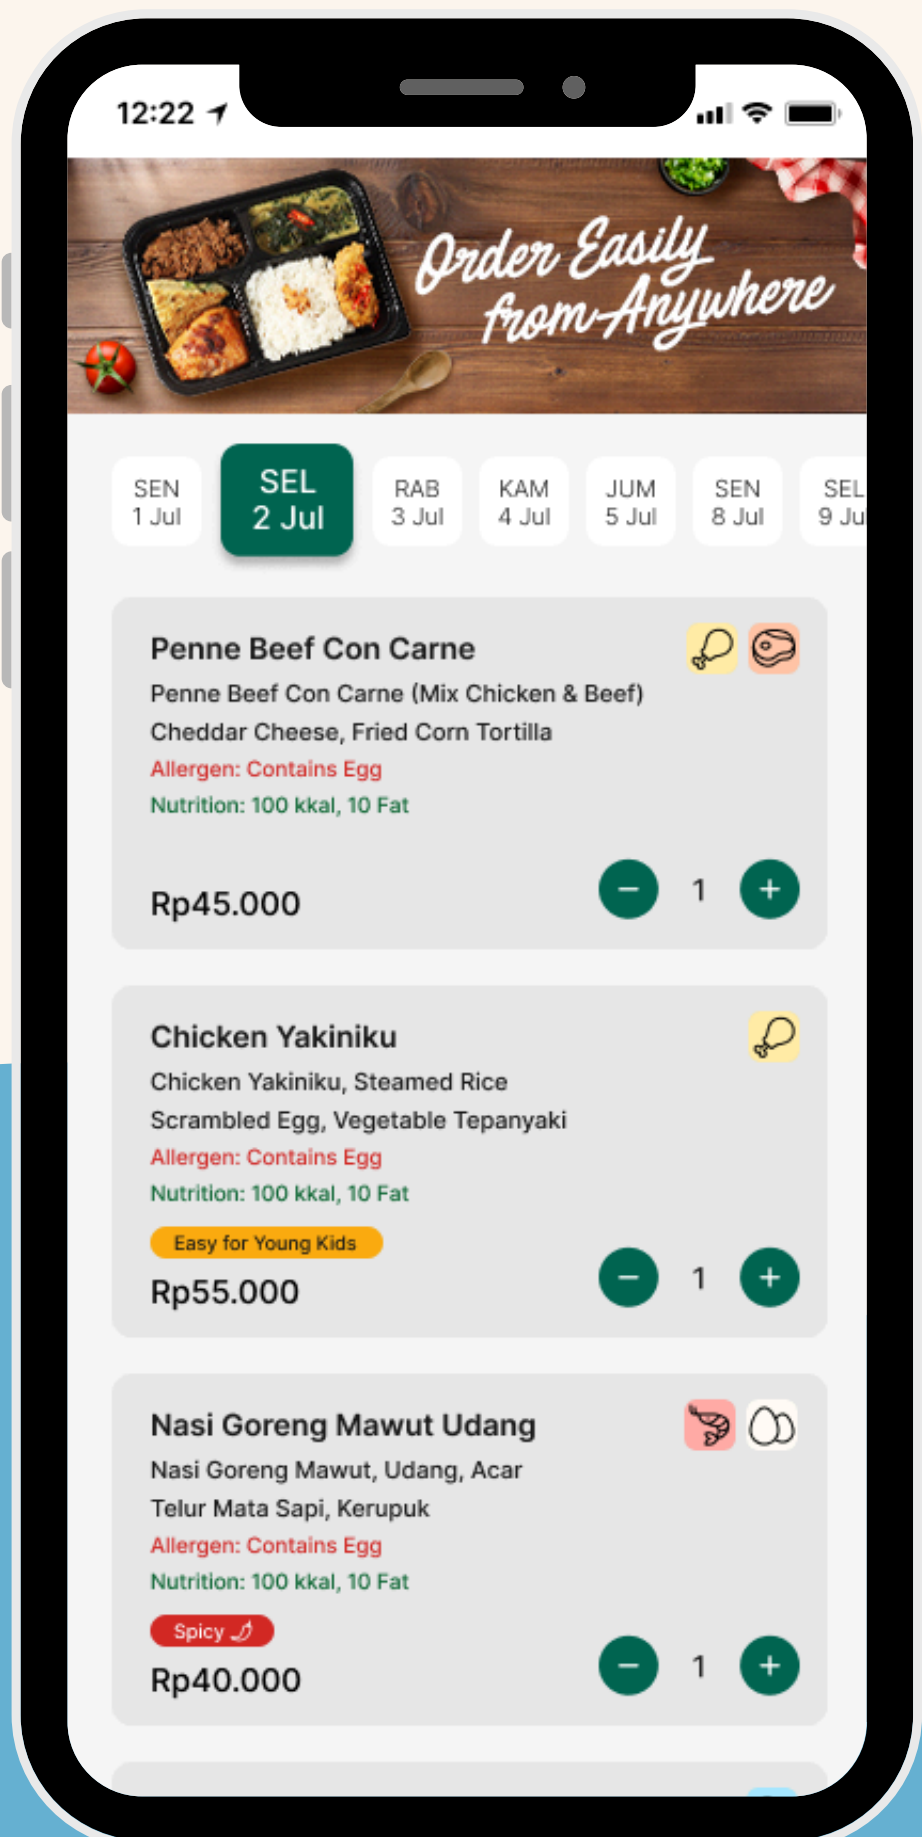 12:22
Order Easily
from Anywhere
SEN
1 Jul
SEL
2 Jul
RAB
3 Jul
KAM
4 Jul
JUM
5 Jul
SEN
8 Jul
SEL
9 Ju
Penne Beef Con Carne
Penne Beef Con Carne (Mix Chicken & Beef)
Cheddar Cheese, Fried Corn Tortilla
Allergen: Contains Egg
Nutrition: 100 kkal, 10 Fat
Rp45.000
− 1 +
Chicken Yakiniku
Chicken Yakiniku, Steamed Rice
Scrambled Egg, Vegetable Tepanyaki
Allergen: Contains Egg
Nutrition: 100 kkal, 10 Fat
Easy for Young Kids
Rp55.000
− 1 +
Nasi Goreng Mawut Udang
Nasi Goreng Mawut, Udang, Acar
Telur Mata Sapi, Kerupuk
Allergen: Contains Egg
Nutrition: 100 kkal, 10 Fat
Spicy
Rp40.000
− 1 +